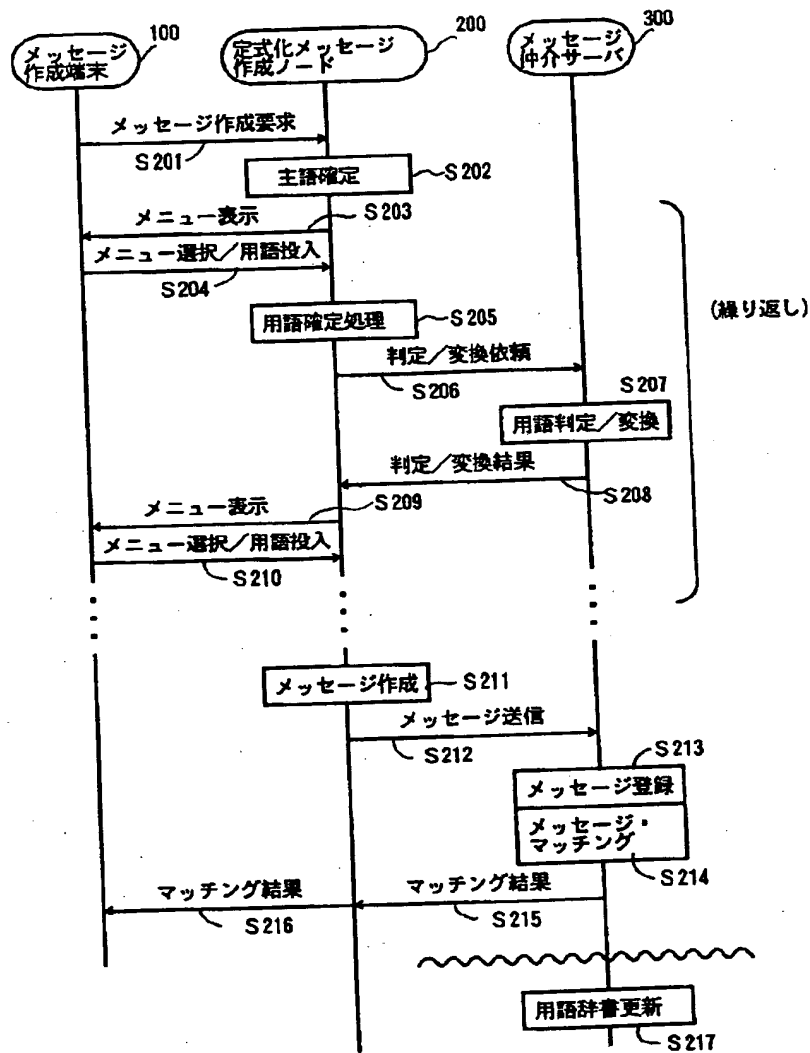 100
メッセージ
作成端末
200
定式化メッセージ
作成ノード
300
メッセージ
仲介サーバ
メッセージ作成要求
S201
主語確定
S202
メニュー表示
S203
メニュー選択／用語投入
S204
用語確定処理
S205
(繰り返し)
判定／変換依頼
S206
S207
用語判定／変換
判定／変換結果
S208
メニュー表示
S209
メニュー選択／用語投入
S210
メッセージ作成
S211
メッセージ送信
S212
S213
メッセージ登録
メッセージ・
マッチング
S214
マッチング結果
S215
マッチング結果
S216
用語辞書更新
S217